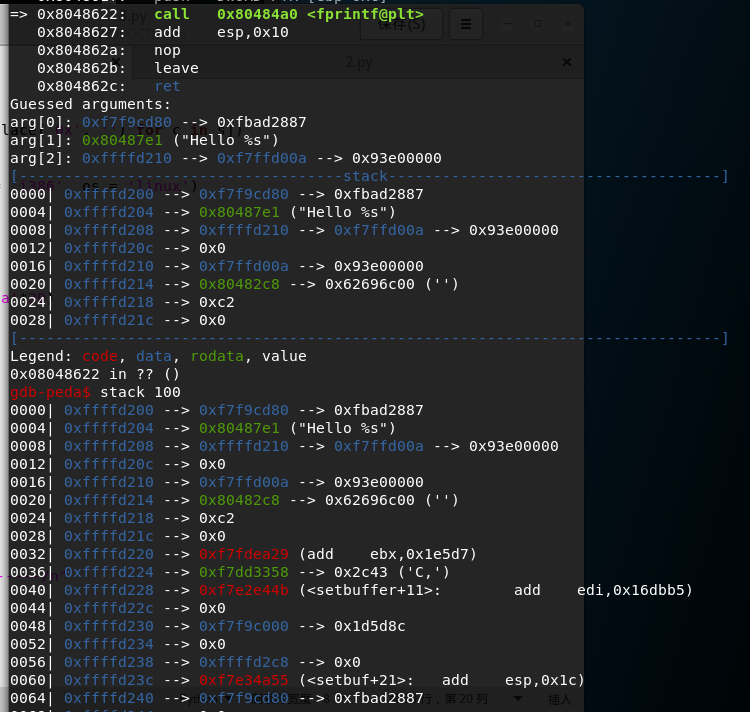 => 0x8048622: call 0x80484a0 <fprintf@plt>
0x8048627: add esp,0x10
0x804862a: nop
0x804862b: leave
0x804862c: ret
Guessed arguments:
arg[0]: 0xf7f9cd80 --> 0xfbad2887
arg[1]: 0x80487e1 ("Hello %s")
arg[2]: 0xffffd210 --> 0xf7ffd00a --> 0x93e00000
[------------------------------------stack-------------------------------------]
0000| 0xffffd200 --> 0xf7f9cd80 --> 0xfbad2887
0004| 0xffffd204 --> 0x80487e1 ("Hello %s")
0008| 0xffffd208 --> 0xffffd210 --> 0xf7ffd00a --> 0x93e00000
0012| 0xffffd20c --> 0x0
0016| 0xffffd210 --> 0xf7ffd00a --> 0x93e00000
0020| 0xffffd214 --> 0x80482c8 --> 0x62696c00 ('')
0024| 0xffffd218 --> 0xc2
0028| 0xffffd21c --> 0x0
[------------------------------------------------------------------------------]
Legend: code, data, rodata, value
0x08048622 in ?? ()
gdb-peda$ stack 100
0000| 0xffffd200 --> 0xf7f9cd80 --> 0xfbad2887
0004| 0xffffd204 --> 0x80487e1 ("Hello %s")
0008| 0xffffd208 --> 0xffffd210 --> 0xf7ffd00a --> 0x93e00000
0012| 0xffffd20c --> 0x0
0016| 0xffffd210 --> 0xf7ffd00a --> 0x93e00000
0020| 0xffffd214 --> 0x80482c8 --> 0x62696c00 ('')
0024| 0xffffd218 --> 0xc2
0028| 0xffffd21c --> 0x0
0032| 0xffffd220 --> 0xf7fdea29 (add ebx,0x1e5d7)
0036| 0xffffd224 --> 0xf7dd3358 --> 0x2c43 ('C,')
0040| 0xffffd228 --> 0xf7e2e44b (<setbuffer+11>: add edi,0x16dbb5)
0044| 0xffffd22c --> 0x0
0048| 0xffffd230 --> 0xf7f9c000 --> 0x1d5d8c
0052| 0xffffd234 --> 0x0
0056| 0xffffd238 --> 0xffffd2c8 --> 0x0
0060| 0xffffd23c --> 0xf7e34a55 (<setbuf+21>: add esp,0x1c)
0064| 0xffffd240 --> 0xf7f9cd80 --> 0xfbad2887
保存(S)
2.py
插入